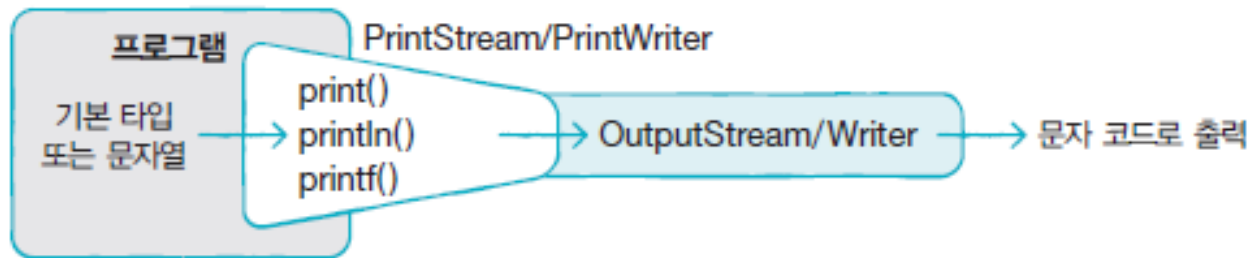 프로그램
PrintStream/PrintWriter
기본 타입
또는 문자열
print()
println()
printf()
OutputStream/Writer
문자 코드로 출력